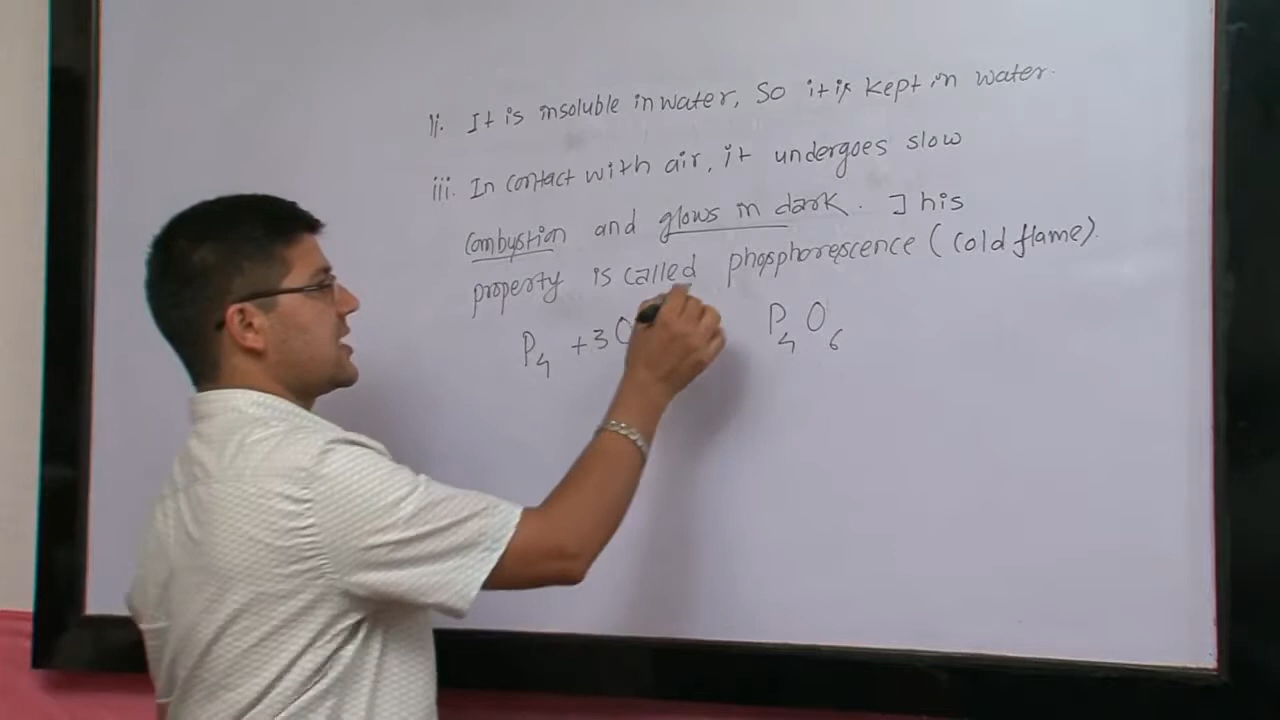 ii. It is insoluble in water, So it is kept in water.
iii. In contact with air, it undergoes slow
combustion and glows in dark. This
property is called phosphorescence (cold flame).
P4 + 3O P4O6